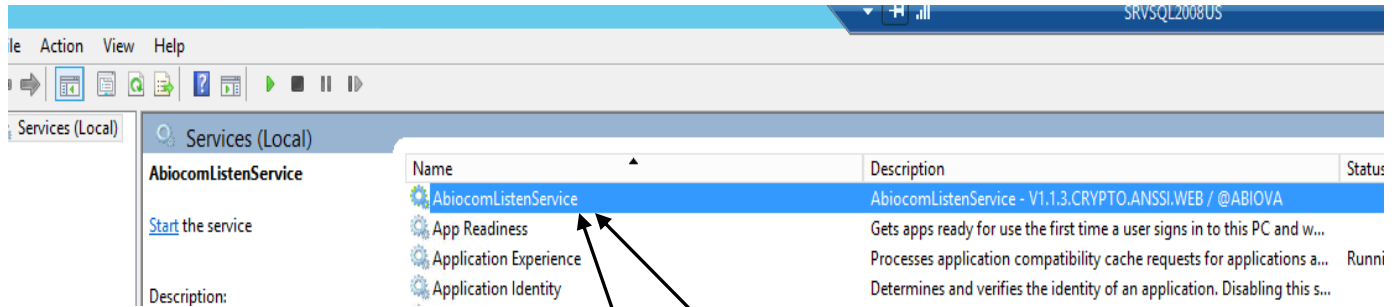 SRVSQL2008US
ile Action View Help
Services (Local)
Services (Local)
AbiocomListenService
Start the service
Description:
Name Description Status
AbiocomListenService AbiocomListenService - V1.1.3.CRYPTO.ANSSI.WEB / @ABIOVA
App Readiness Gets apps ready for use the first time a user signs in to this PC and w...
Application Experience Processes application compatibility cache requests for applications a... Runni
Application Identity Determines and verifies the identity of an application. Disabling this s...